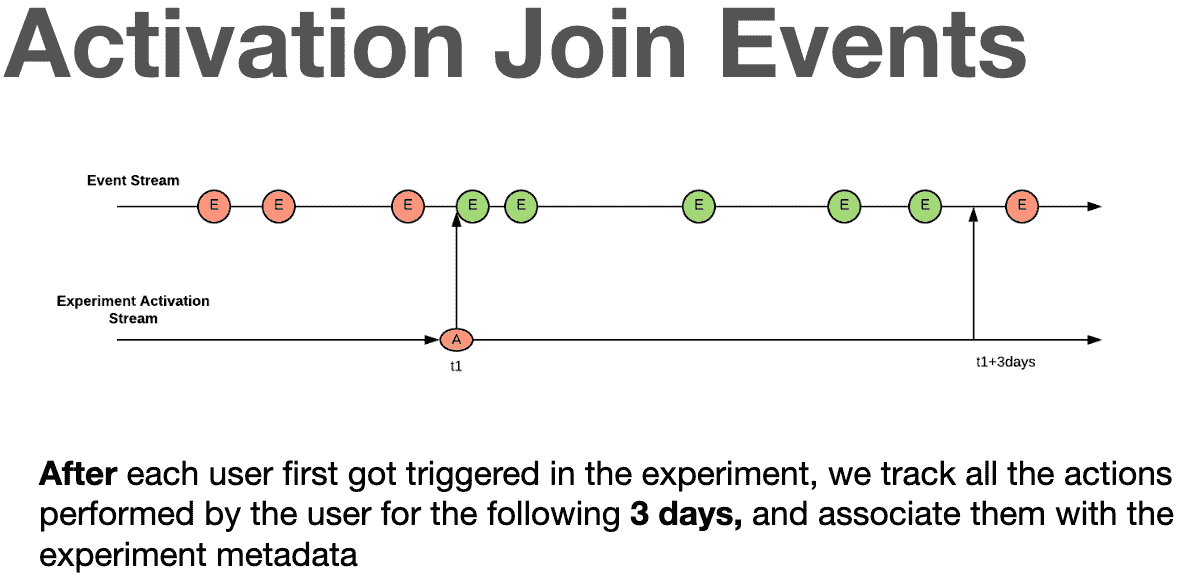 Activation Join Events
Event Stream
E E E E E E E E E
Experiment Activation
Stream
A
t1
t1+3days
After each user first got triggered in the experiment, we track all the actions
performed by the user for the following 3 days, and associate them with the
experiment metadata